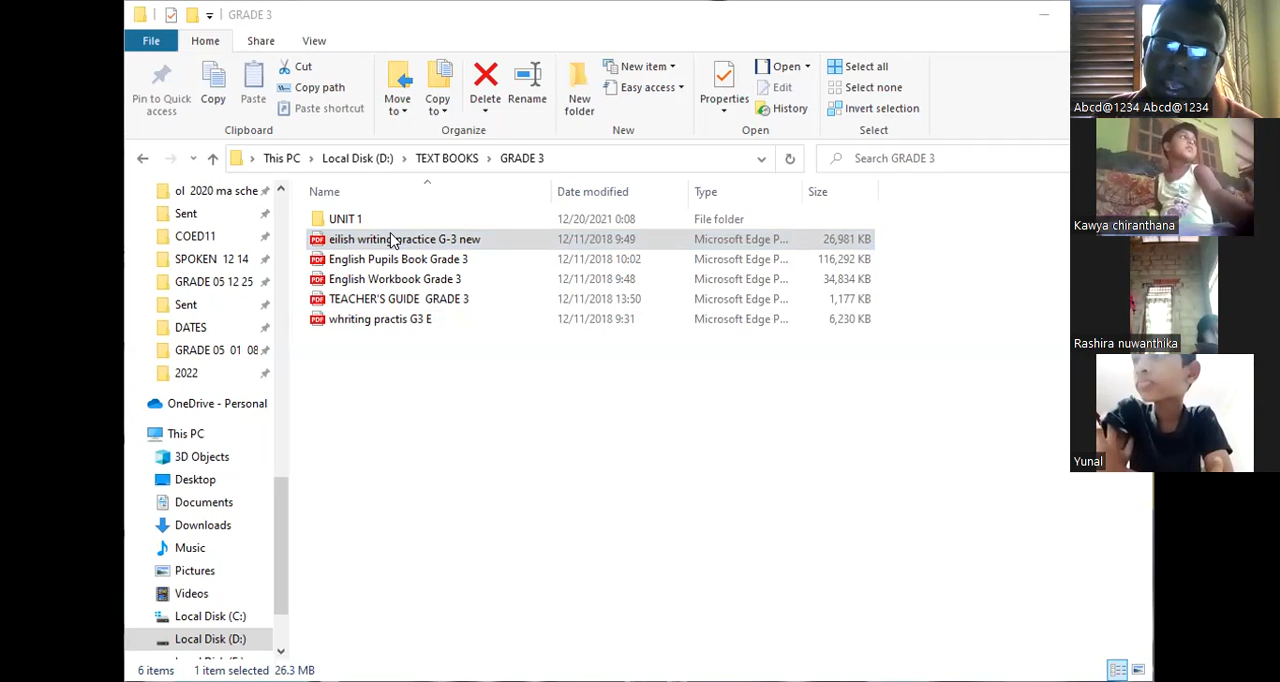 GRADE 3
File Home Share View
Pin to Quick access
Copy
Paste
Cut
Copy path
Paste shortcut
Clipboard
Move to
Copy to
Delete
Rename
Organize
New folder
New item
Easy access
New
Properties
Open
Edit
History
Open
Select all
Select none
Invert selection
Select
This PC > Local Disk (D:) > TEXT BOOKS > GRADE 3
Search GRADE 3
ol 2020 ma sche
Sent
COED11
SPOKEN 12 14
GRADE 05 12 25
Sent
DATES
GRADE 05 01 08
2022
OneDrive - Personal
This PC
3D Objects
Desktop
Documents
Downloads
Music
Pictures
Videos
Local Disk (C:)
Local Disk (D:)
Name Date modified Type Size
UNIT 1 12/20/2021 0:08 File folder
eilish writing practice G-3 new 12/11/2018 9:49 Microsoft Edge P... 26,981 KB
English Pupils Book Grade 3 12/11/2018 10:02 Microsoft Edge P... 116,292 KB
English Workbook Grade 3 12/11/2018 9:48 Microsoft Edge P... 34,834 KB
TEACHER'S GUIDE GRADE 3 12/11/2018 13:50 Microsoft Edge P... 1,177 KB
whriting practis G3 E 12/11/2018 9:31 Microsoft Edge P... 6,230 KB
6 items 1 item selected 26.3 MB
Abcd@1234 Abcd@1234
Kawya chiranthana
Rashira nuwanthika
Yunal